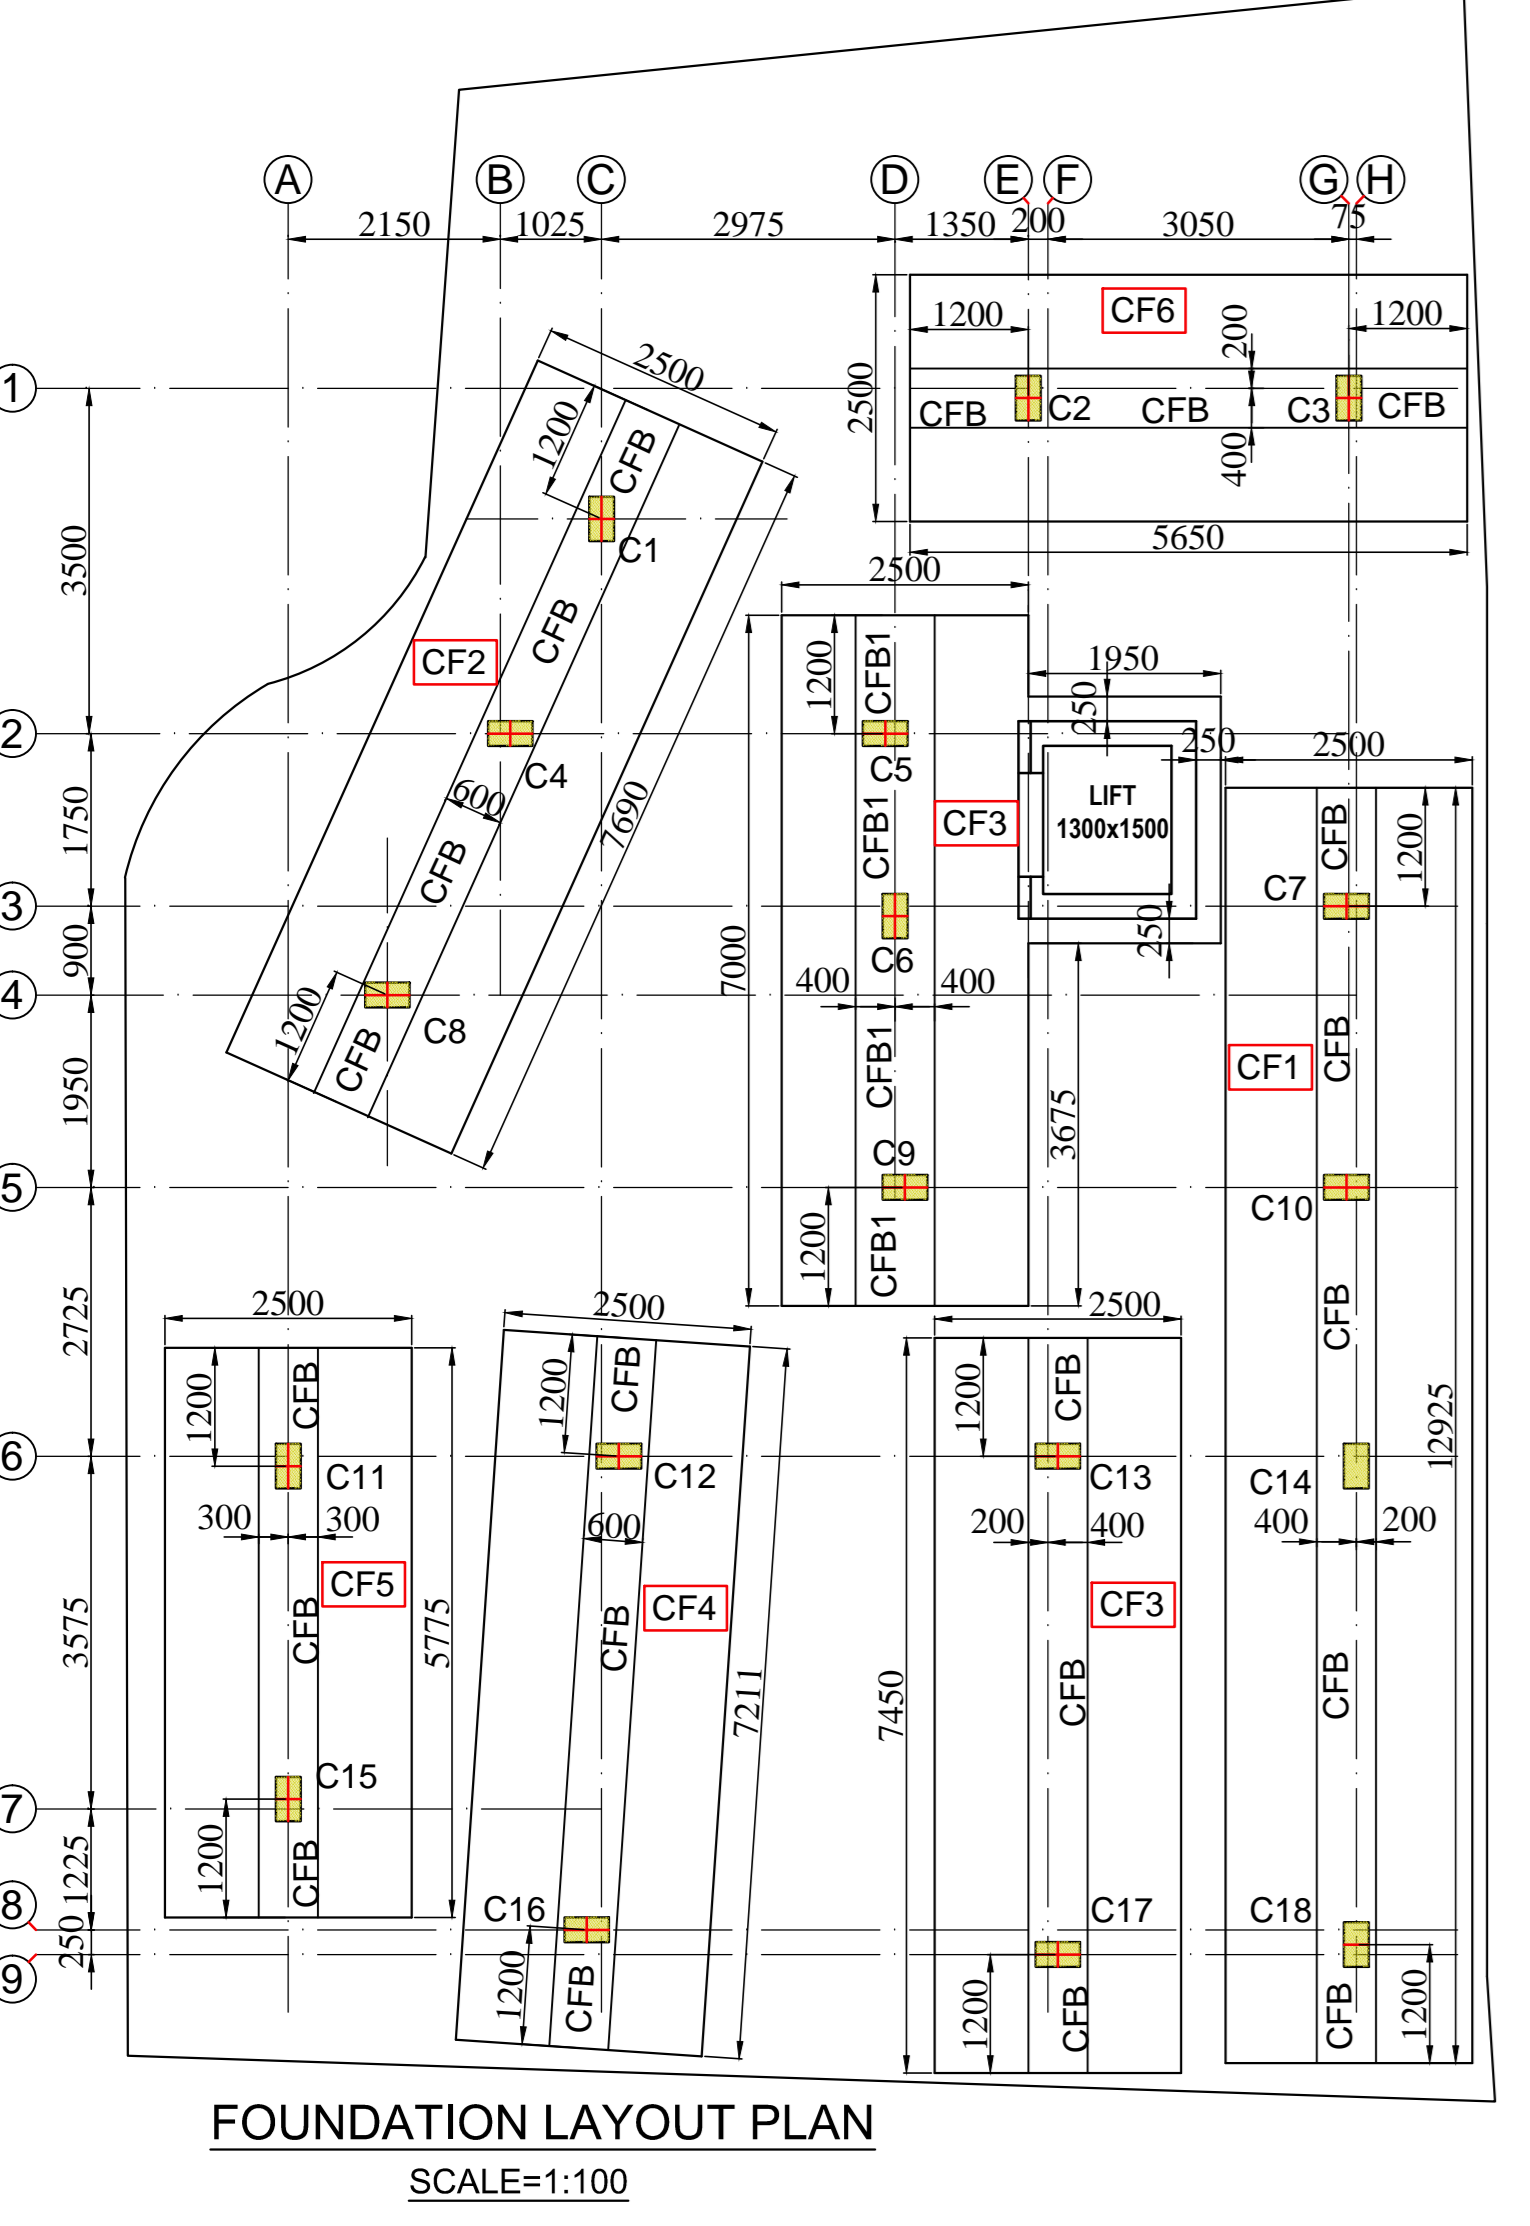 A B C D E F G H
2150 1025 2975 1350 200 3050 75
1 2 3 4 5 6 7 8 9
3500
1750
900
1950
2725
3575
1225
250
CF6
1200
1200
200
2500
CFB C2 CFB C3 CFB
400
5650
2500
1200
CFB
C1
CFB
CF2
C4
600
7690
CFB
C8
1200
CFB
2500
1200
CFB1
C5
CFB1
CF3
C6
7000
400 400
CFB1
C9
1200
CFB1
1950
250
250
LIFT
1300x1500
250
3675
2500
CFB
1200
C7
CFB
CF1
C10
CFB
12925
C14
400 200
CFB
C18
CFB
1200
2500
1200
CFB
C11
300 300
CF5
CFB
5775
C15
1200
CFB
2500
1200
CFB
C12
600
CF4
CFB
7211
C16
1200
CFB
2500
1200
CFB
C13
200 400
CF3
7450
CFB
C17
1200
CFB
FOUNDATION LAYOUT PLAN
SCALE=1:100